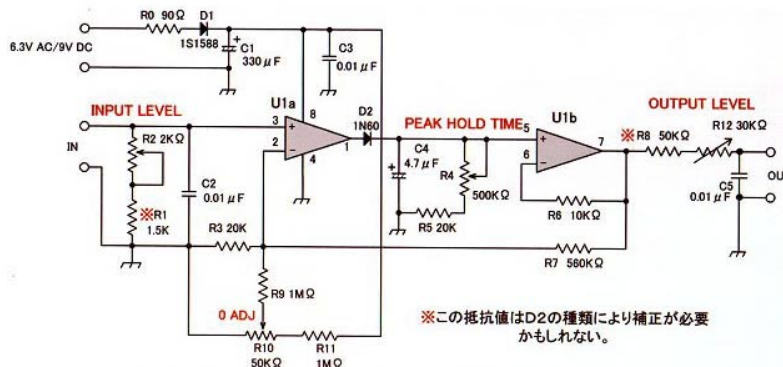 R0 90Ω
D1
1S1588
6.3V AC/9V DC
+
C1
330μF
C3
0.01μF
INPUT LEVEL
U1a
8
D2
1N60
PEAK HOLD TIME
U1b
OUTPUT LEVEL
3
+
1
2
−
4
5
+
7
6
−
※R8 50KΩ
R12 30KΩ
IN
R2 2KΩ
+
C4
4.7μF
R4
500KΩ
C5
0.01μF
OU
C2
0.01μF
※R1
1.5K
R3 20K
R5 20K
R6 10KΩ
R7 560KΩ
R9 1MΩ
0 ADJ
R10
50KΩ
R11
1MΩ
※この抵抗値はD2の種類により補正が必要
かもしれない。